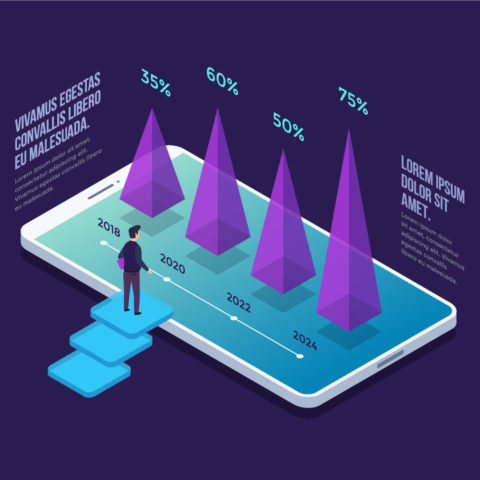 VIVAMUS EGESTAS
CONVALLIS LIBERO
EU MALESUADA.
Lorem ipsum dolor sit amet,
consectetur adipiscing elit.
Vivamus egestas convallis libero
eu malesuada.
35%
60%
50%
75%
2018
2020
2022
2024
LOREM IPSUM
DOLOR SIT
AMET.
Lorem ipsum dolor
sit amet, consectetur
adipiscing elit. Vivamus
egestas convallis libero
eu malesuada.